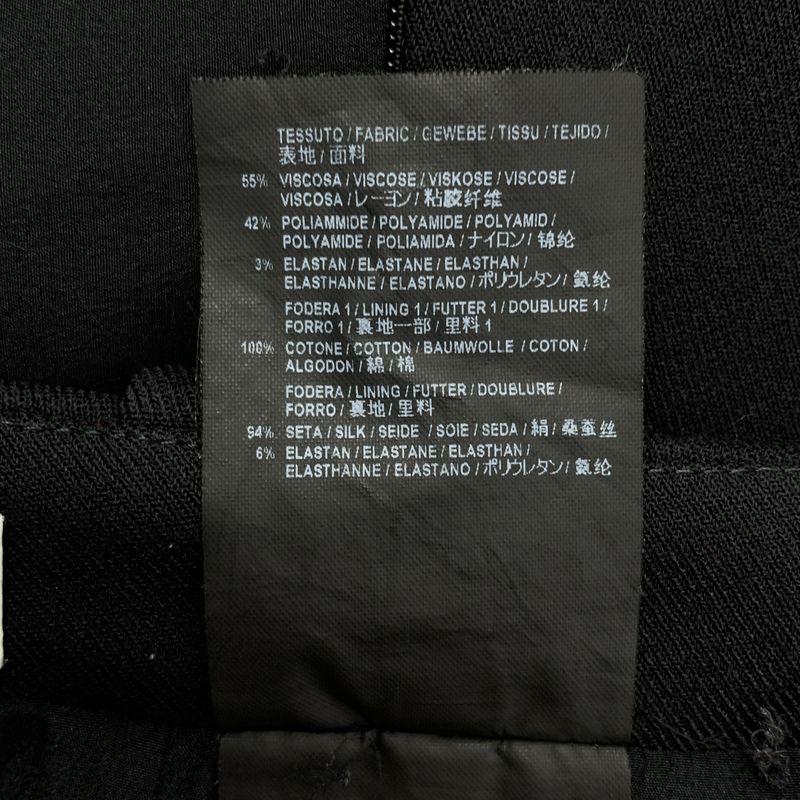 TESSUTO / FABRIC / GEWEBE / TISSU / TEJIDO /
表地 / 面料
55% VISCOSA / VISCOSE / VISKOSE / VISCOSE /
VISCOSA / レーヨン / 粘胶纤维
42% POLIAMMIDE / POLYAMIDE / POLYAMID /
POLYAMIDE / POLIAMIDA / ナイロン / 锦纶
3% ELASTAN / ELASTANE / ELASTHAN /
ELASTHANNE / ELASTANO / ポリウレタン / 氨纶
FODERA 1 / LINING 1 / FUTTER 1 / DOUBLURE 1 /
FORRO 1 / 裏地一部 / 里料 1
100% COTONE / COTTON / BAUMWOLLE / COTON /
ALGODON / 綿 / 棉
FODERA / LINING / FUTTER / DOUBLURE /
FORRO / 裏地 / 里料
94% SETA / SILK / SEIDE / SOIE / SEDA / 絹 / 桑蚕丝
6% ELASTAN / ELASTANE / ELASTHAN /
ELASTHANNE / ELASTANO / ポリウレタン / 氨纶